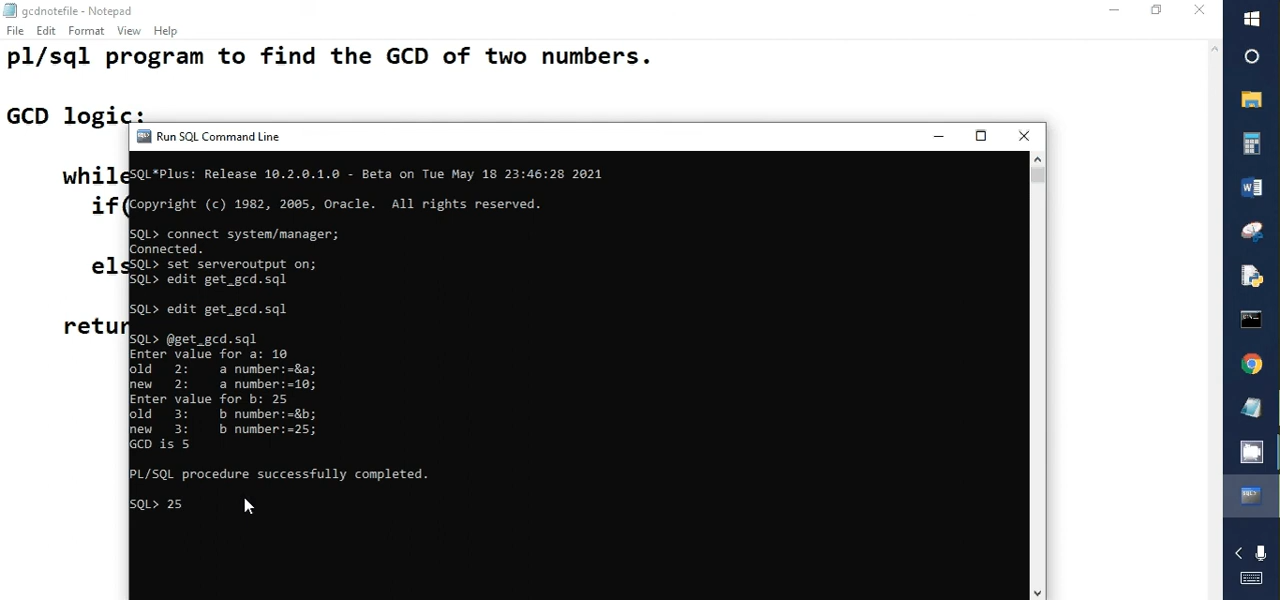 gcdnotefile - Notepad
File Edit Format View Help
pl/sql program to find the GCD of two numbers.
GCD logic:
while
if(
els
retur
Run SQL Command Line
SQL*Plus: Release 10.2.0.1.0 - Beta on Tue May 18 23:46:28 2021
Copyright (c) 1982, 2005, Oracle.  All rights reserved.
SQL> connect system/manager;
Connected.
SQL> set serveroutput on;
SQL> edit get_gcd.sql
SQL> edit get_gcd.sql
SQL> @get_gcd.sql
Enter value for a: 10
old   2:    a number:=&a;
new   2:    a number:=10;
Enter value for b: 25
old   3:    b number:=&b;
new   3:    b number:=25;
GCD is 5
PL/SQL procedure successfully completed.
SQL> 25